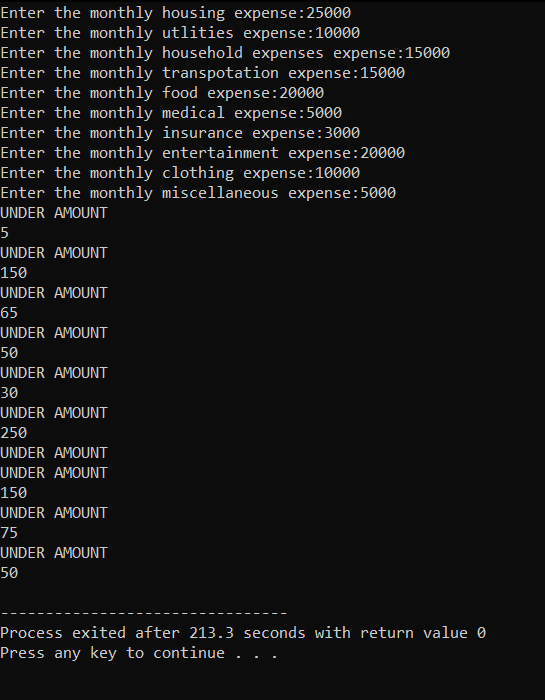 Enter the monthly housing expense:25000
Enter the monthly utlities expense:10000
Enter the monthly household expenses expense:15000
Enter the monthly transpotation expense:15000
Enter the monthly food expense:20000
Enter the monthly medical expense:5000
Enter the monthly insurance expense:3000
Enter the monthly entertainment expense:20000
Enter the monthly clothing expense:10000
Enter the monthly miscellaneous expense:5000
UNDER AMOUNT
5
UNDER AMOUNT
150
UNDER AMOUNT
65
UNDER AMOUNT
50
UNDER AMOUNT
30
UNDER AMOUNT
250
UNDER AMOUNT
UNDER AMOUNT
150
UNDER AMOUNT
75
UNDER AMOUNT
50
--------------------------------
Process exited after 213.3 seconds with return value 0
Press any key to continue . . .